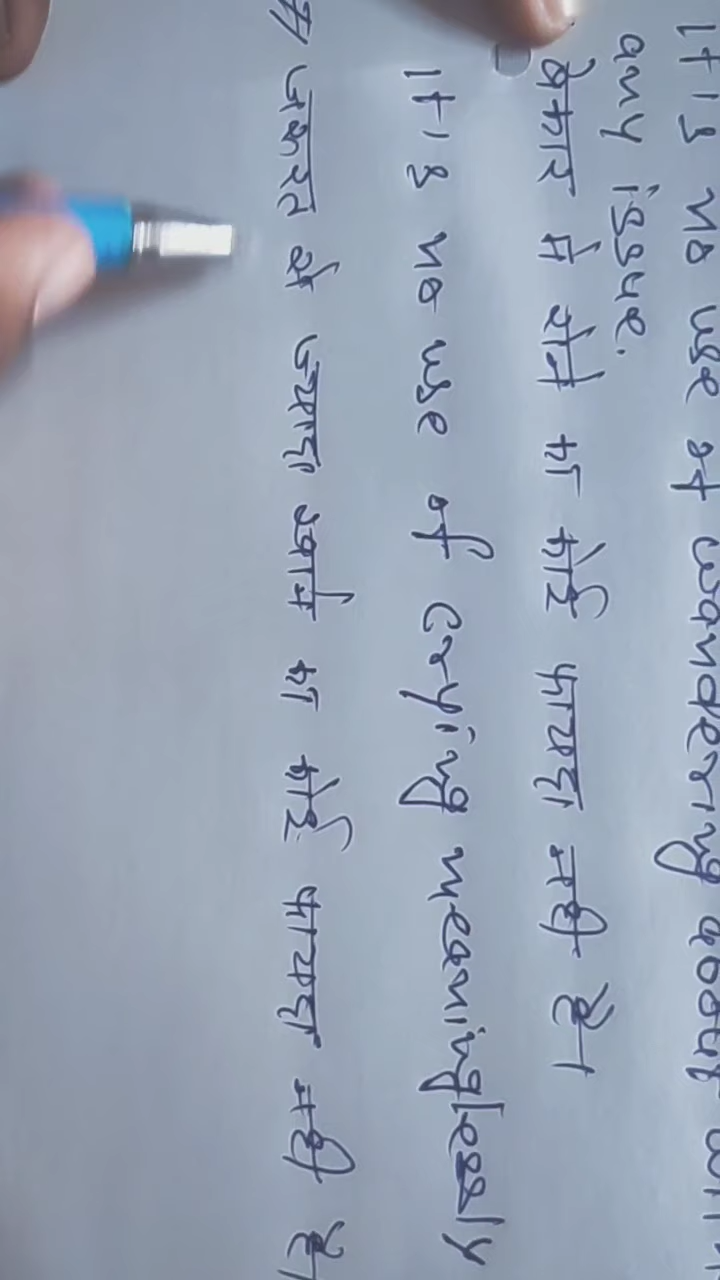 It is no use of wandering about with
any issue.
बेकार में रोने का कोई फायदा नही है।
It is no use of crying meaninglessly
जरूरत से ज्यादा खाने का कोई फायदा नही है।